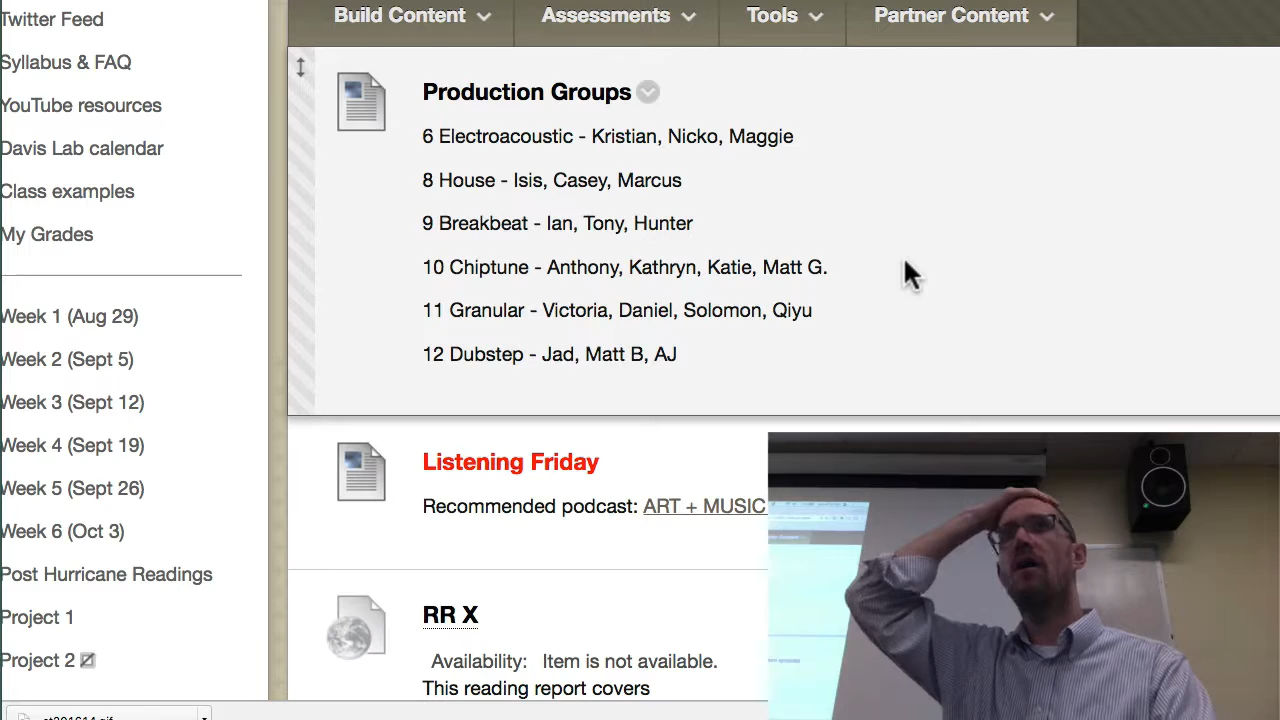 Twitter Feed
Syllabus & FAQ
YouTube resources
Davis Lab calendar
Class examples
My Grades
Week 1 (Aug 29)
Week 2 (Sept 5)
Week 3 (Sept 12)
Week 4 (Sept 19)
Week 5 (Sept 26)
Week 6 (Oct 3)
Post Hurricane Readings
Project 1
Project 2
Build Content
Assessments
Tools
Partner Content
Production Groups
6 Electroacoustic - Kristian, Nicko, Maggie
8 House - Isis, Casey, Marcus
9 Breakbeat - Ian, Tony, Hunter
10 Chiptune - Anthony, Kathryn, Katie, Matt G.
11 Granular - Victoria, Daniel, Solomon, Qiyu
12 Dubstep - Jad, Matt B, AJ
Listening Friday
Recommended podcast: ART + MUSIC
RR X
Availability: Item is not available.
This reading report covers